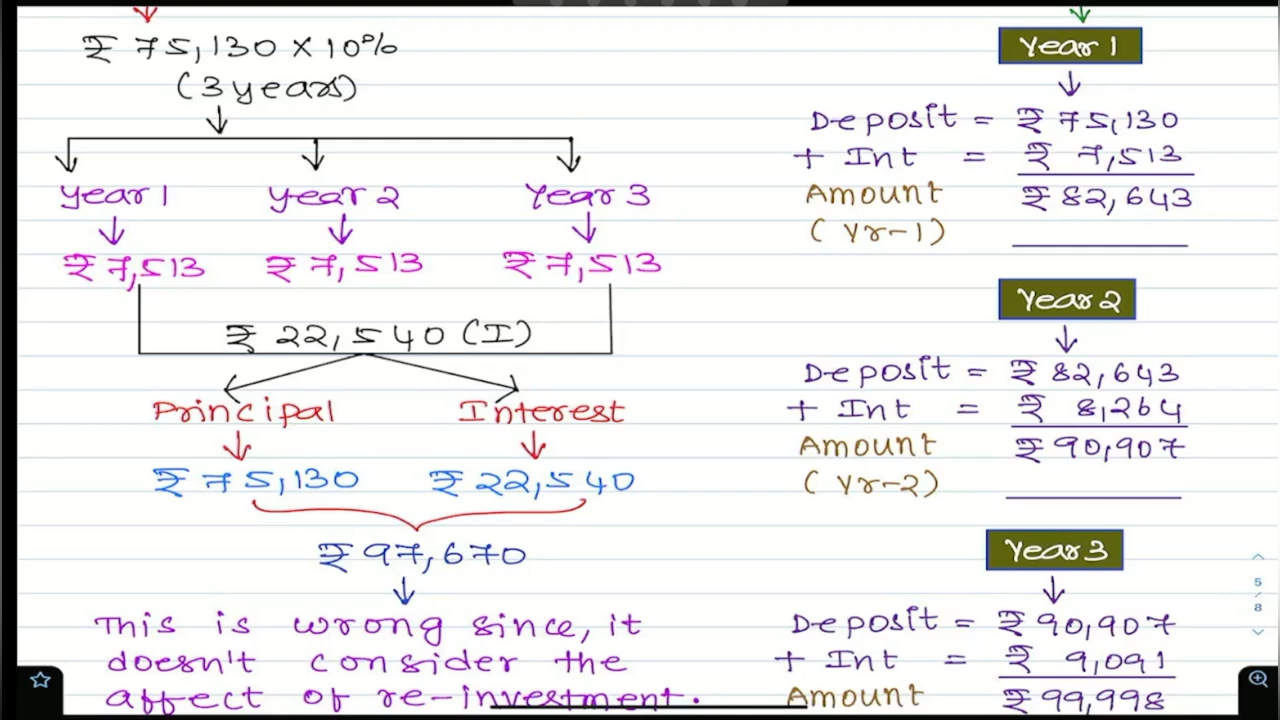 ₹ 75,130 × 10%
(3 years)
Year 1 Year 2 Year 3
₹ 7,513 ₹ 7,513 ₹ 7,513
₹ 22,540 (I)
Principal Interest
₹ 75,130 ₹ 22,540
₹ 97,670
This is wrong since, it
doesn't consider the
affect of re-investment.
Year 1
Deposit = ₹ 75,130
+ Int = ₹ 7,513
Amount ₹ 82,643
(Yr-1)
Year 2
Deposit = ₹ 82,643
+ Int = ₹ 8,264
Amount ₹ 90,907
(Yr-2)
Year 3
Deposit = ₹ 90,907
+ Int = ₹ 9,091
Amount ₹ 99,998
5
/
8